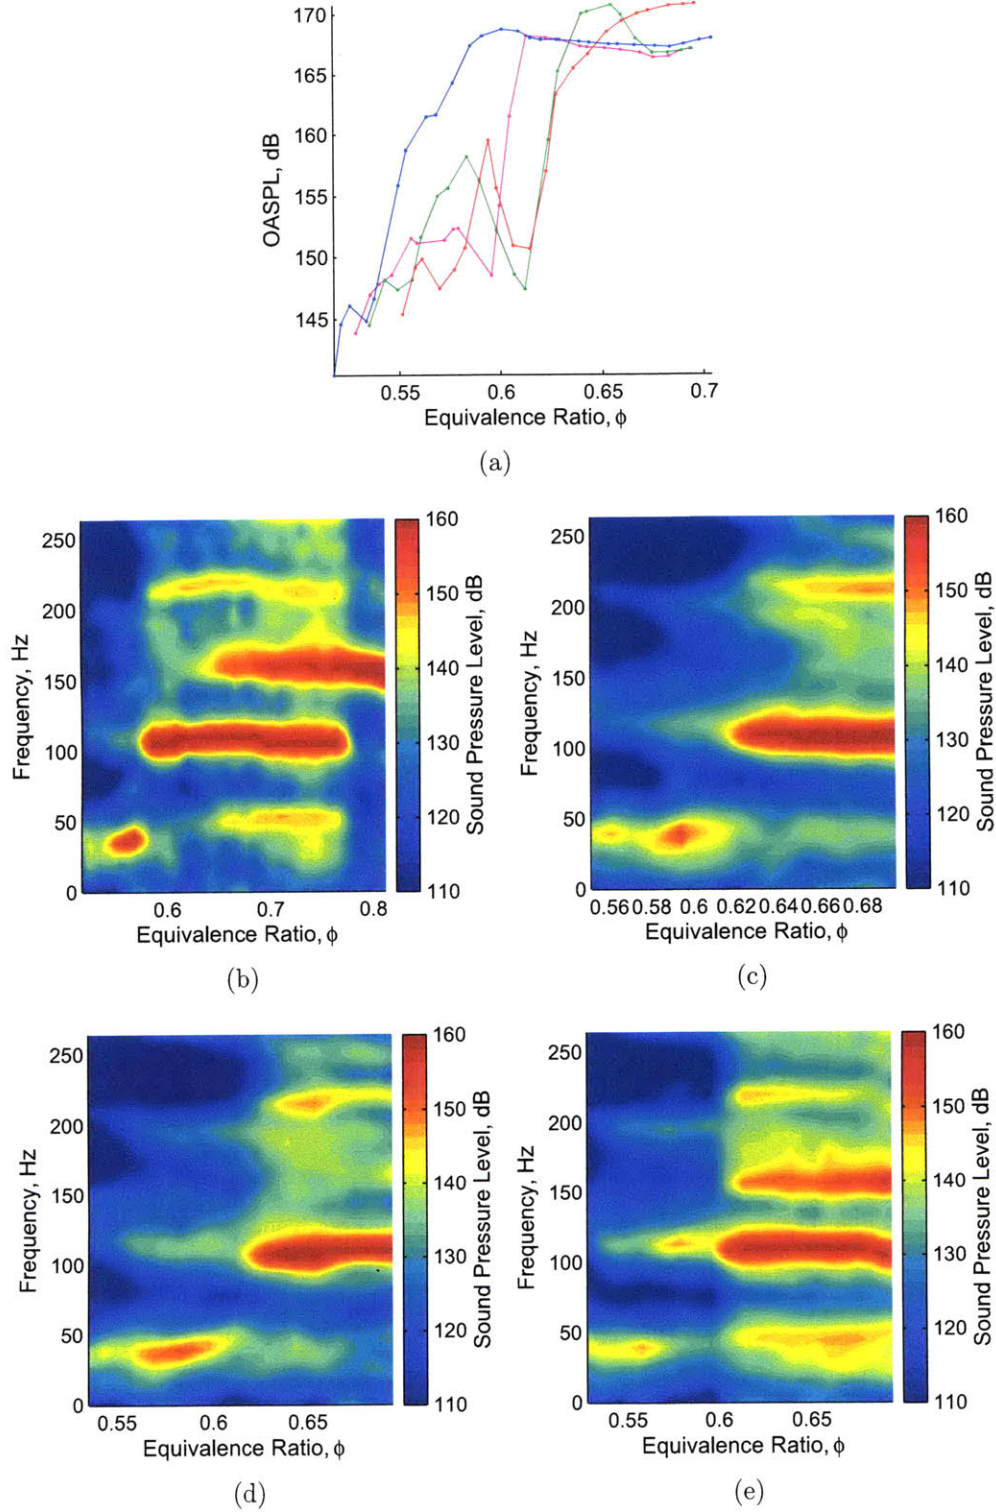 170
165
160
155
150
145
OASPL, dB
0.55 0.6 0.65 0.7
Equivalence Ratio, ϕ
(a)
250
200
150
100
50
0
Frequency, Hz
0.6 0.7 0.8
Equivalence Ratio, ϕ
160
150
140
130
120
110
Sound Pressure Level, dB
(b)
250
200
150
100
50
0
Frequency, Hz
0.56 0.58 0.6 0.62 0.64 0.66 0.68
Equivalence Ratio, ϕ
160
150
140
130
120
110
Sound Pressure Level, dB
(c)
250
200
150
100
50
0
Frequency, Hz
0.55 0.6 0.65
Equivalence Ratio, ϕ
160
150
140
130
120
110
Sound Pressure Level, dB
(d)
250
200
150
100
50
0
Frequency, Hz
0.55 0.6 0.65
Equivalence Ratio, ϕ
160
150
140
130
120
110
Sound Pressure Level, dB
(e)